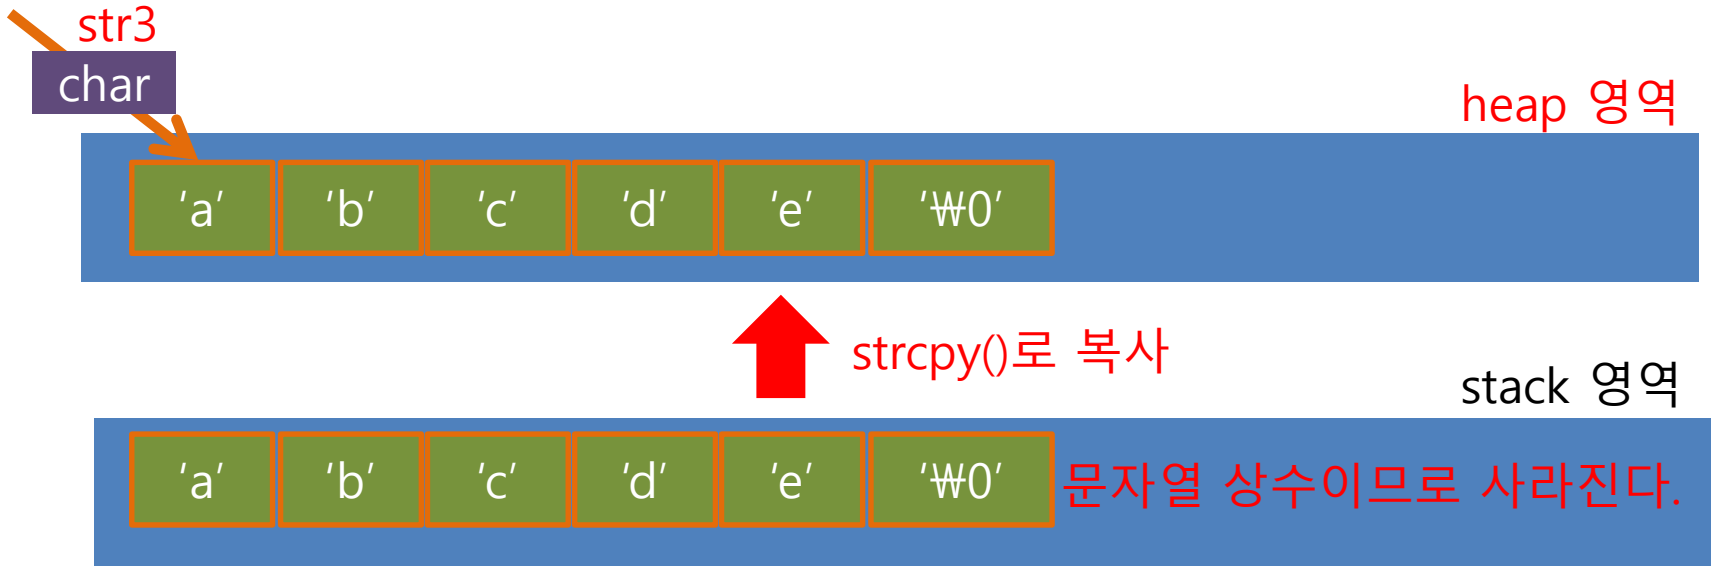 str3
char
heap 영역
‘a’ ‘b’ ‘c’ ‘d’ ‘e’ ‘₩0’
strcpy()로 복사
stack 영역
‘a’ ‘b’ ‘c’ ‘d’ ‘e’ ‘₩0’ 문자열 상수이므로 사라진다.